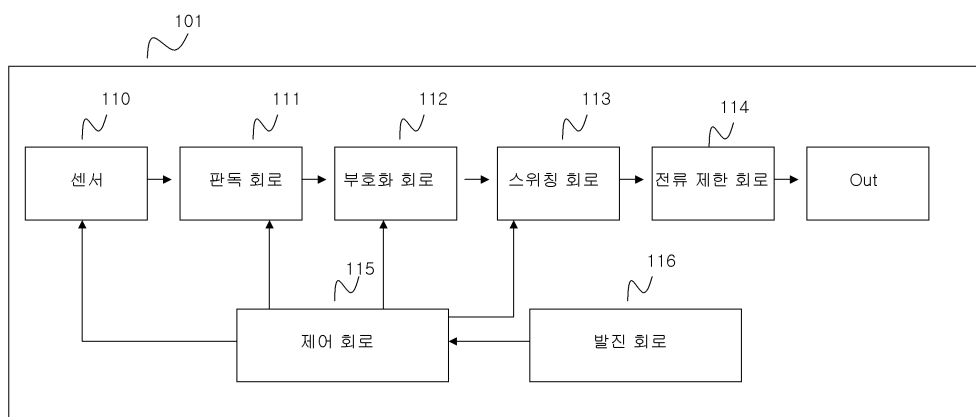 101
110
111
112
113
114
센서
판독 회로
부호화 회로
스위칭 회로
전류 제한 회로
Out
115
116
제어 회로
발진 회로